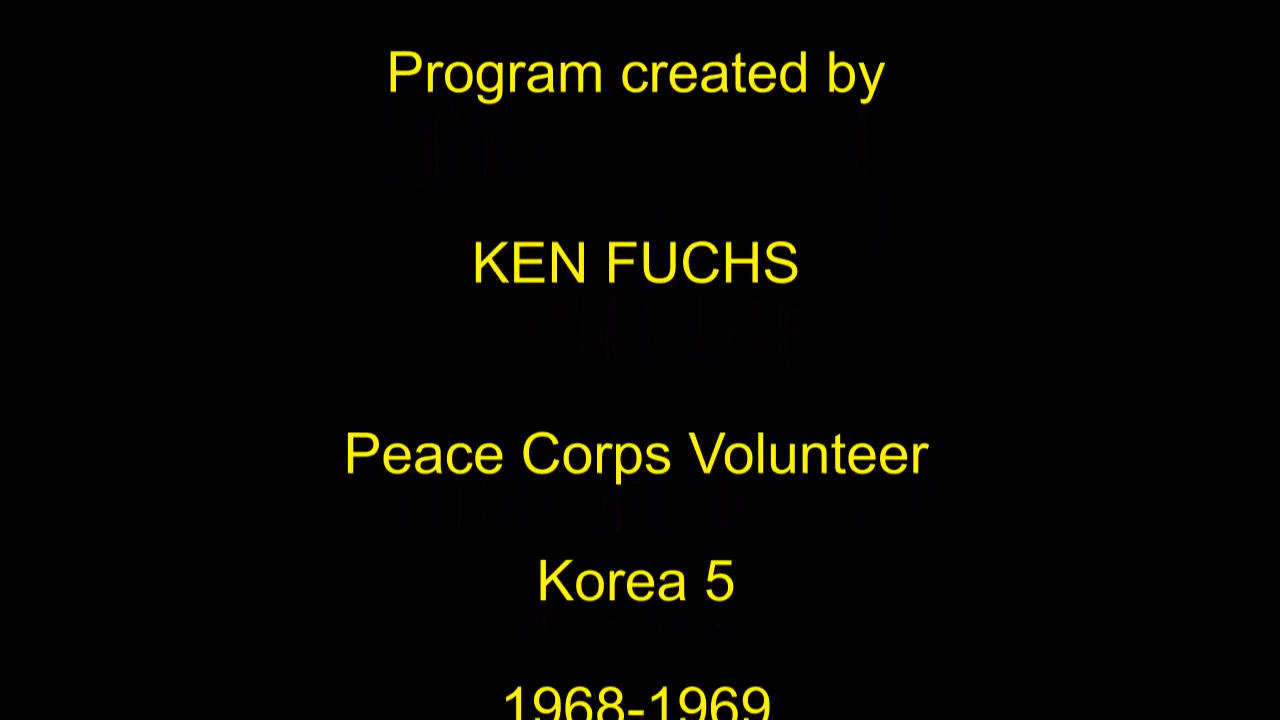 Program created by
KEN FUCHS
Peace Corps Volunteer
Korea 5
1968-1969